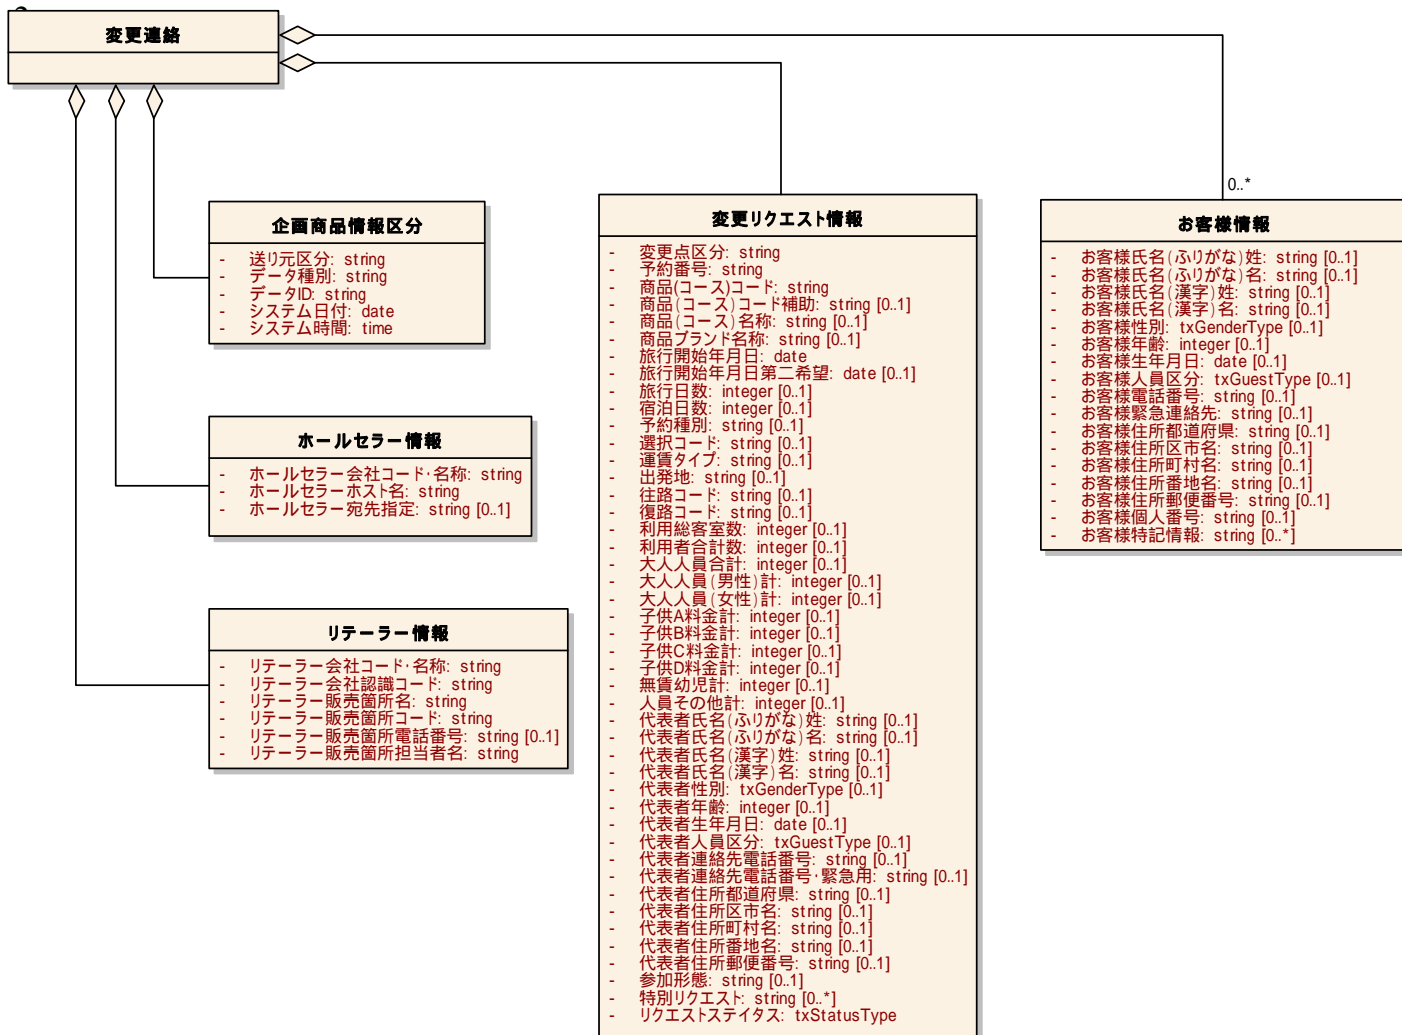 変更連絡
0..*
企画商品情報区分
- 送り元区分: string
- データ種別: string
- データID: string
- システム日付: date
- システム時間: time
ホールセラー情報
- ホールセラー会社コード・名称: string
- ホールセラーホスト名: string
- ホールセラー宛先指定: string [0..1]
リテーラー情報
- リテーラー会社コード・名称: string
- リテーラー会社認識コード: string
- リテーラー販売箇所名: string
- リテーラー販売箇所コード: string
- リテーラー販売箇所電話番号: string [0..1]
- リテーラー販売箇所担当者名: string
変更リクエスト情報
- 変更点区分: string
- 予約番号: string
- 商品(コース)コード: string
- 商品(コース)コード補助: string [0..1]
- 商品(コース)名称: string [0..1]
- 商品ブランド名称: string [0..1]
- 旅行開始年月日: date
- 旅行開始年月日第二希望: date [0..1]
- 旅行日数: integer [0..1]
- 宿泊日数: integer [0..1]
- 予約種別: string [0..1]
- 選択コード: string [0..1]
- 運賃タイプ: string [0..1]
- 出発地: string [0..1]
- 往路コード: string [0..1]
- 復路コード: string [0..1]
- 利用総客室数: integer [0..1]
- 利用者合計数: integer [0..1]
- 大人人員合計: integer [0..1]
- 大人人員(男性)計: integer [0..1]
- 大人人員(女性)計: integer [0..1]
- 子供A料金計: integer [0..1]
- 子供B料金計: integer [0..1]
- 子供C料金計: integer [0..1]
- 子供D料金計: integer [0..1]
- 無賃幼児計: integer [0..1]
- 人員その他計: integer [0..1]
- 代表者氏名(ふりがな)姓: string [0..1]
- 代表者氏名(ふりがな)名: string [0..1]
- 代表者氏名(漢字)姓: string [0..1]
- 代表者氏名(漢字)名: string [0..1]
- 代表者性別: txGenderType [0..1]
- 代表者年齢: integer [0..1]
- 代表者生年月日: date [0..1]
- 代表者人員区分: txGuestType [0..1]
- 代表者連絡先電話番号: string [0..1]
- 代表者連絡先電話番号・緊急用: string [0..1]
- 代表者住所都道府県: string [0..1]
- 代表者住所区市名: string [0..1]
- 代表者住所町村名: string [0..1]
- 代表者住所番地名: string [0..1]
- 代表者住所郵便番号: string [0..1]
- 参加形態: string [0..1]
- 特別リクエスト: string [0..*]
- リクエストステイタス: txStatusType
お客様情報
- お客様氏名(ふりがな)姓: string [0..1]
- お客様氏名(ふりがな)名: string [0..1]
- お客様氏名(漢字)姓: string [0..1]
- お客様氏名(漢字)名: string [0..1]
- お客様性別: txGenderType [0..1]
- お客様年齢: integer [0..1]
- お客様生年月日: date [0..1]
- お客様人員区分: txGuestType [0..1]
- お客様電話番号: string [0..1]
- お客様緊急連絡先: string [0..1]
- お客様住所都道府県: string [0..1]
- お客様住所区市名: string [0..1]
- お客様住所町村名: string [0..1]
- お客様住所番地名: string [0..1]
- お客様住所郵便番号: string [0..1]
- お客様個人番号: string [0..1]
- お客様特記情報: string [0..*]